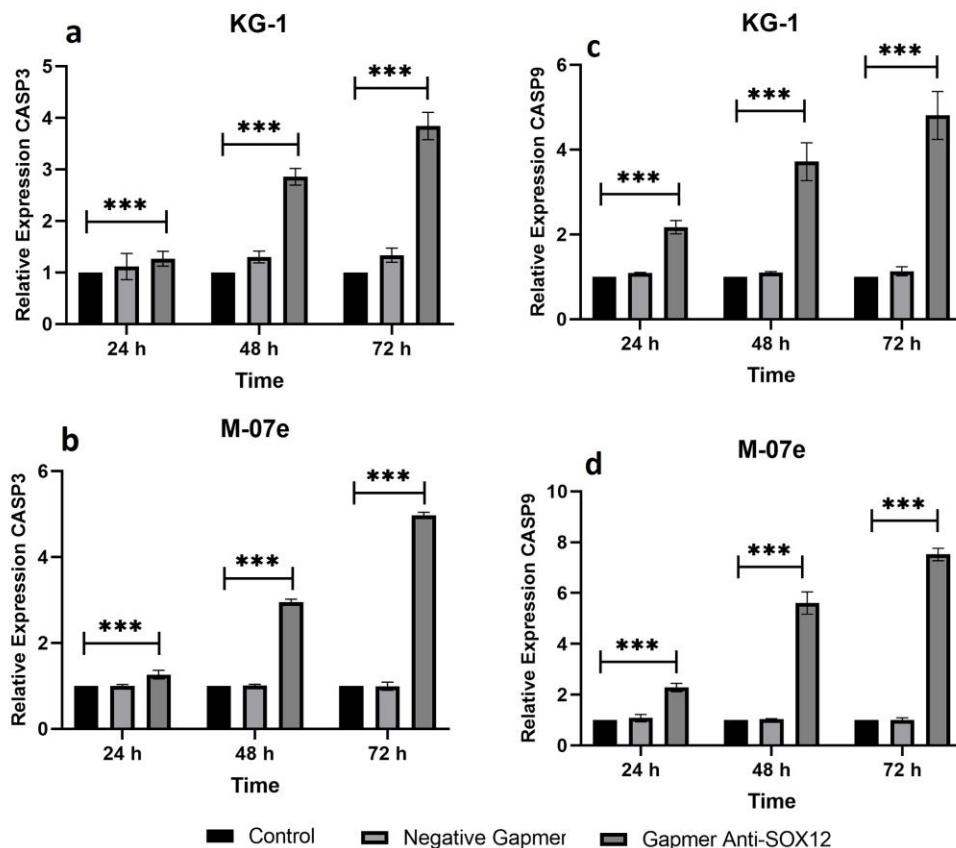 a
KG-1
Relative Expression CASP3
5
4
3
2
1
0
***
***
***
24 h
48 h
72 h
Time
c
KG-1
Relative Expression CASP9
6
4
2
0
***
***
***
24 h
48 h
72 h
Time
b
M-07e
Relative Expression CASP3
6
4
2
0
***
***
***
24 h
48 h
72 h
Time
d
M-07e
Relative Expression CASP9
10
8
6
4
2
0
***
***
***
24 h
48 h
72 h
Time
Control
Negative Gapmer
Gapmer Anti-SOX12